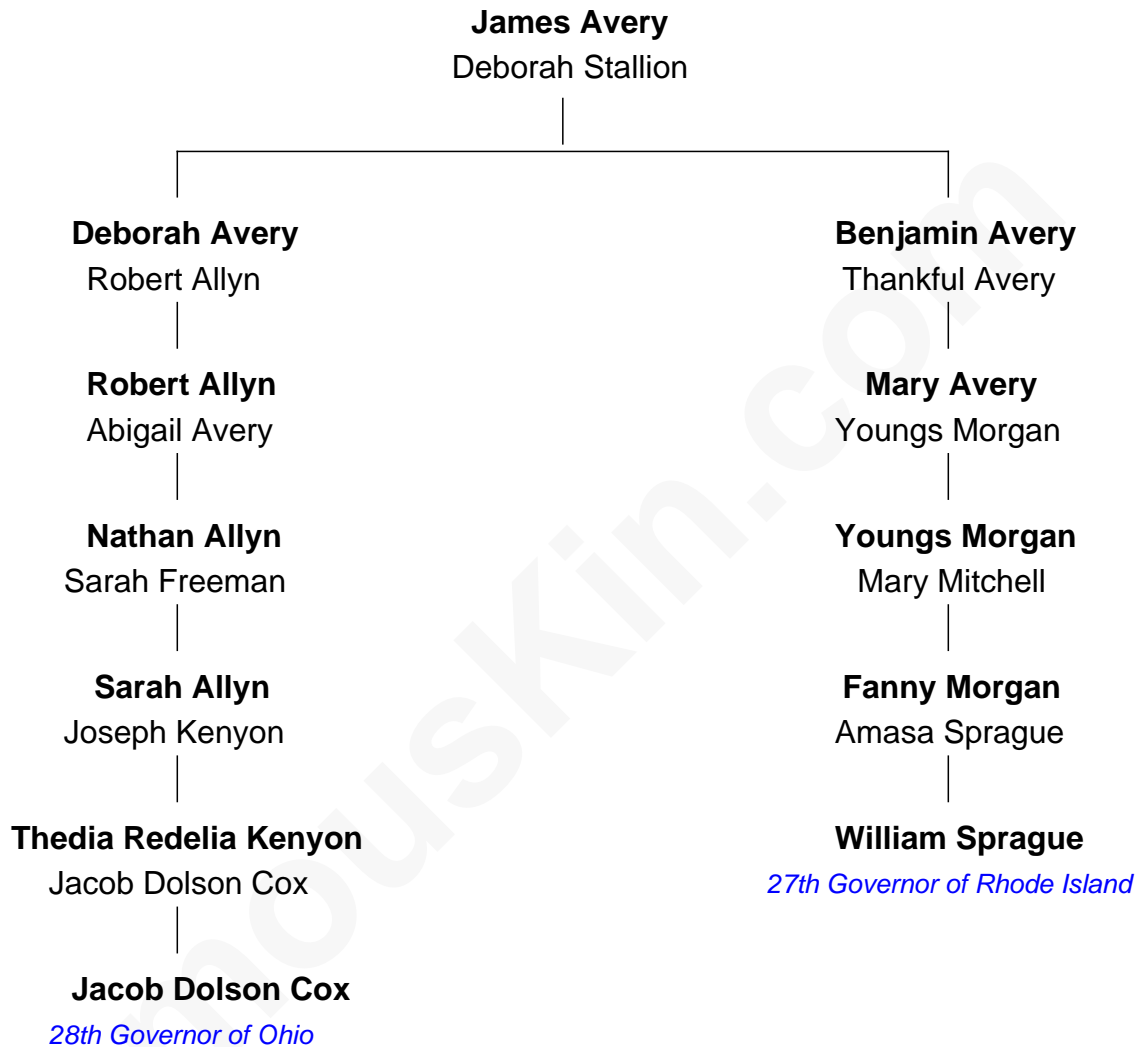 James Avery
Deborah Stallion
Deborah Avery
Robert Allyn
Benjamin Avery
Thankful Avery
Robert Allyn
Abigail Avery
Mary Avery
Youngs Morgan
Nathan Allyn
Sarah Freeman
Youngs Morgan
Mary Mitchell
Sarah Allyn
Joseph Kenyon
Fanny Morgan
Amasa Sprague
Thedia Redelia Kenyon
Jacob Dolson Cox
William Sprague
27th Governor of Rhode Island
Jacob Dolson Cox
28th Governor of Ohio
mousKin.com